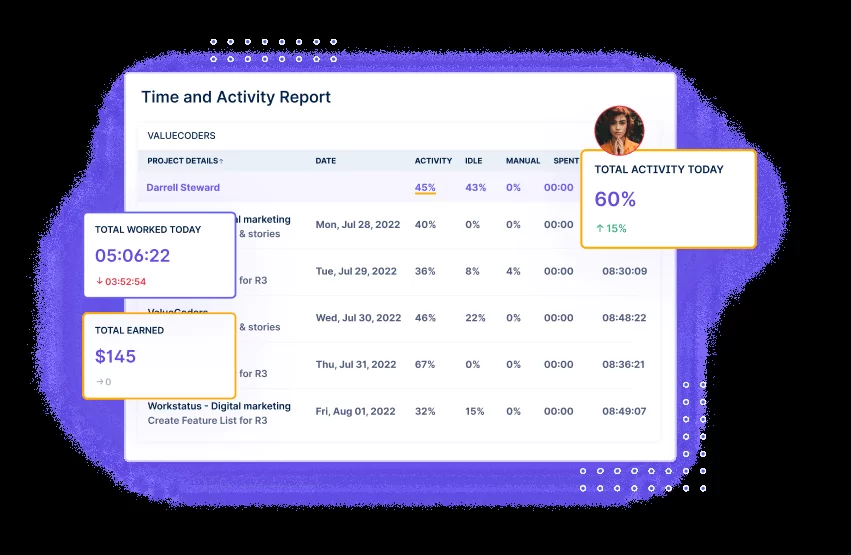 Time and Activity Report
VALUECODERS
PROJECT DETAILS↑ DATE ACTIVITY IDLE MANUAL SPENT
Darrell Steward 45% 43% 0% 00:00
TOTAL ACTIVITY TODAY
60%
↑ 15%
al marketing
& stories
Mon, Jul 28, 2022 40% 0% 0% 00:00
TOTAL WORKED TODAY
05:06:22
↓ 03:52:54
for R3
Tue, Jul 29, 2022 36% 8% 4% 00:00 08:30:09
ValueCoders
& stories
Wed, Jul 30, 2022 46% 22% 0% 00:00 08:48:22
TOTAL EARNED
$145
→0
for R3
Thu, Jul 31, 2022 67% 0% 0% 00:00 08:36:21
Workstatus - Digital marketing
Create Feature List for R3
Fri, Aug 01, 2022 32% 15% 0% 00:00 08:49:07